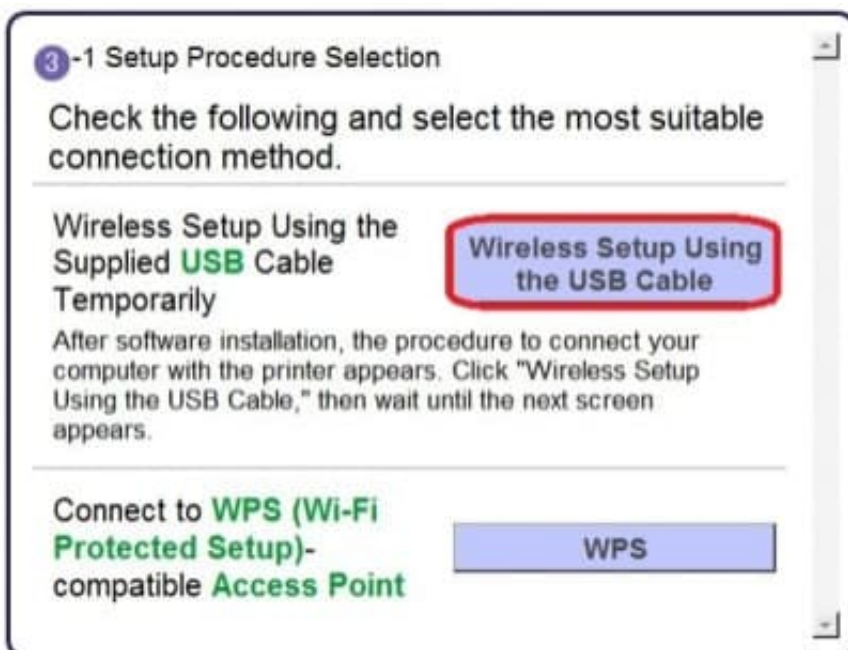 3-1 Setup Procedure Selection
Check the following and select the most suitable
connection method.
Wireless Setup Using the
Supplied USB Cable
Temporarily
Wireless Setup Using
the USB Cable
After software installation, the procedure to connect your
computer with the printer appears. Click "Wireless Setup
Using the USB Cable," then wait until the next screen
appears.
Connect to WPS (Wi-Fi
Protected Setup)-
compatible Access Point
WPS